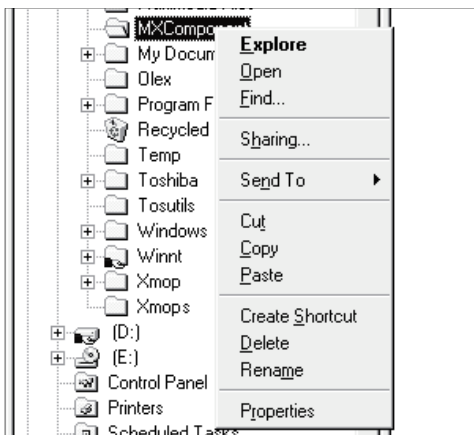 MXCompo
My Docum
Olex
Program F
Recycled
Temp
Toshiba
Tosutils
Windows
Winnt
Xmop
Xmops
(D:)
(E:)
Control Panel
Printers
Scheduled Tasks
Explore
Open
Find...
Sharing...
Send To
Cut
Copy
Paste
Create Shortcut
Delete
Rename
Properties